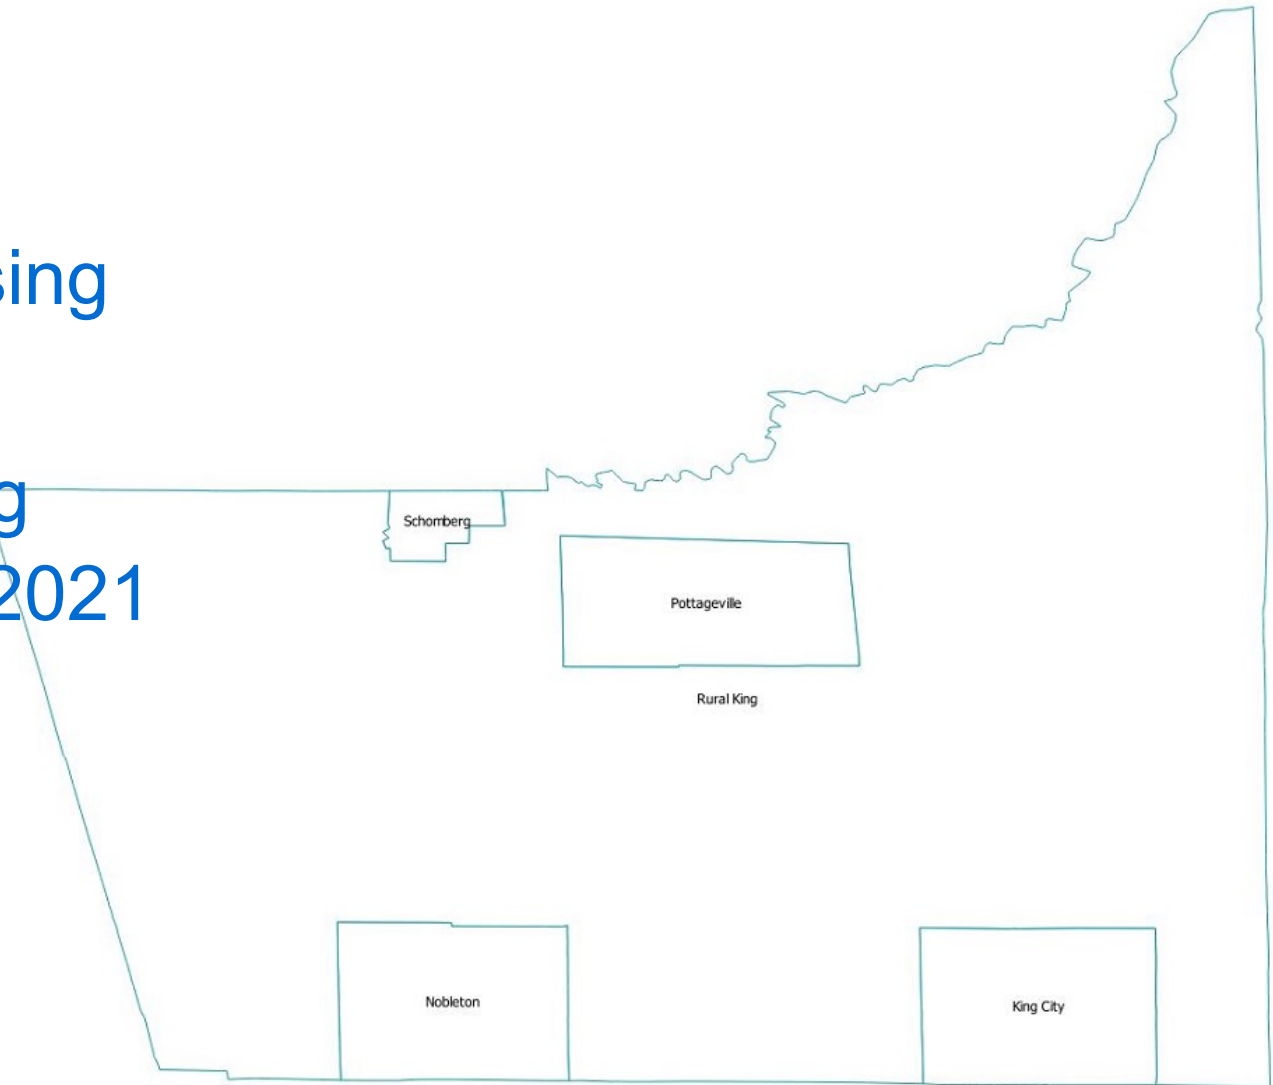 sing
g
2021
Schomberg
Pottageville
Rural King
Nobleton
King City